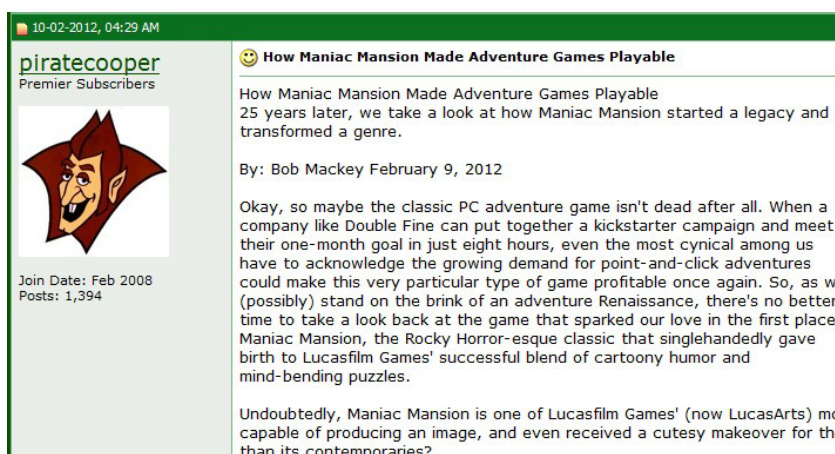 10-02-2012, 04:29 AM
piratecooper
Premier Subscribers
Join Date: Feb 2008
Posts: 1,394
How Maniac Mansion Made Adventure Games Playable
How Maniac Mansion Made Adventure Games Playable
25 years later, we take a look at how Maniac Mansion started a legacy and
transformed a genre.
By: Bob Mackey February 9, 2012
Okay, so maybe the classic PC adventure game isn't dead after all. When a
company like Double Fine can put together a kickstarter campaign and meet
their one-month goal in just eight hours, even the most cynical among us
have to acknowledge the growing demand for point-and-click adventures
could make this very particular type of game profitable once again. So, as
(possibly) stand on the brink of an adventure Renaissance, there's no better
time to take a look back at the game that sparked our love in the first place
Maniac Mansion, the Rocky Horror-esque classic that singlehandedly gave
birth to Lucasfilm Games' successful blend of cartoony humor and
mind-bending puzzles.
Undoubtedly, Maniac Mansion is one of Lucasfilm Games' (now LucasArts)
capable of producing an image, and even received a cutesy makeover for
than its contemporaries?